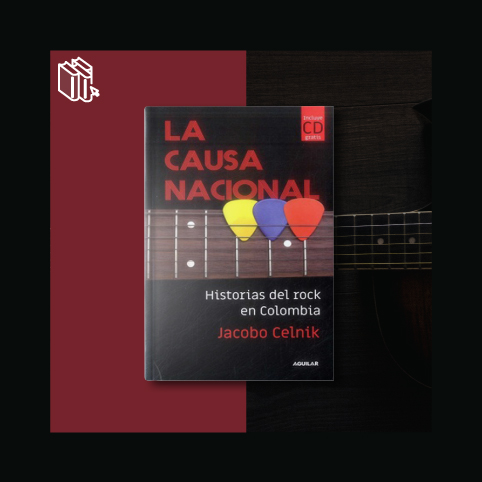 LA
CAUSA
NACIONAL
Incluye
CD
gratis
Historias del rock
en Colombia
Jacobo Celnik
AGUILAR